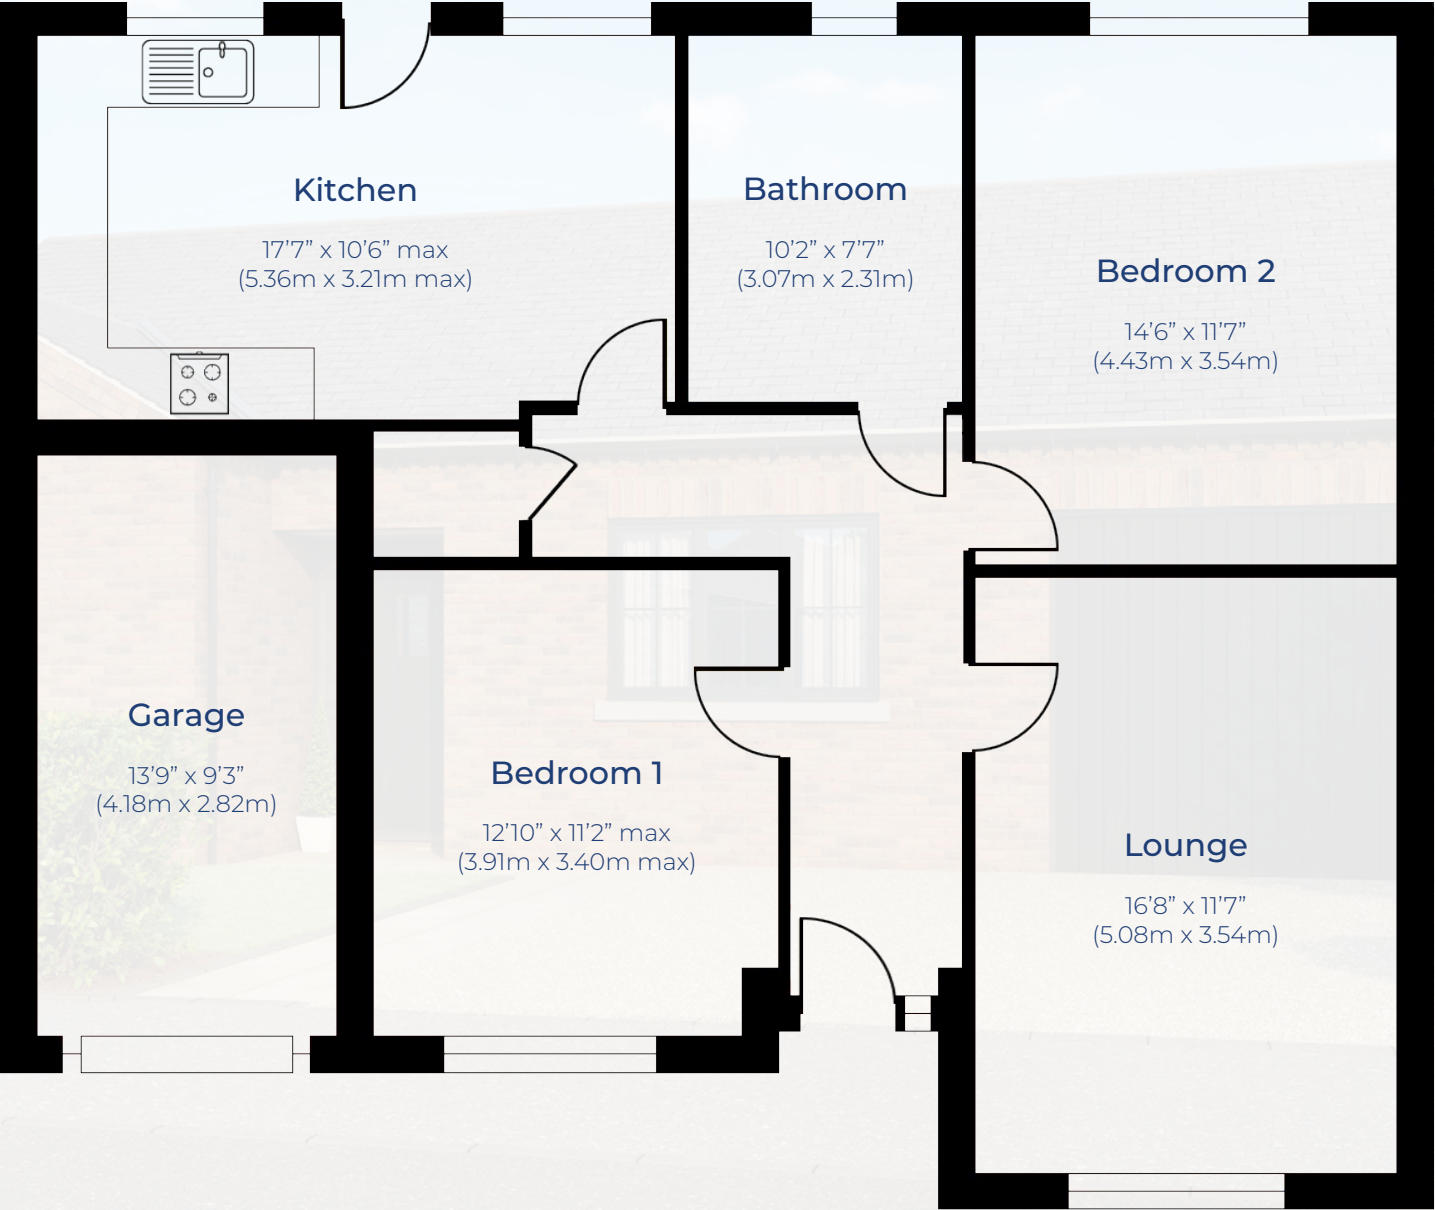 Kitchen
17’7” x 10’6” max
(5.36m x 3.21m max)
Bathroom
10’2” x 7’7”
(3.07m x 2.31m)
Bedroom 2
14’6” x 11’7”
(4.43m x 3.54m)
Garage
13’9” x 9’3”
(4.18m x 2.82m)
Bedroom 1
12’10” x 11’2” max
(3.91m x 3.40m max)
Lounge
16’8” x 11’7”
(5.08m x 3.54m)